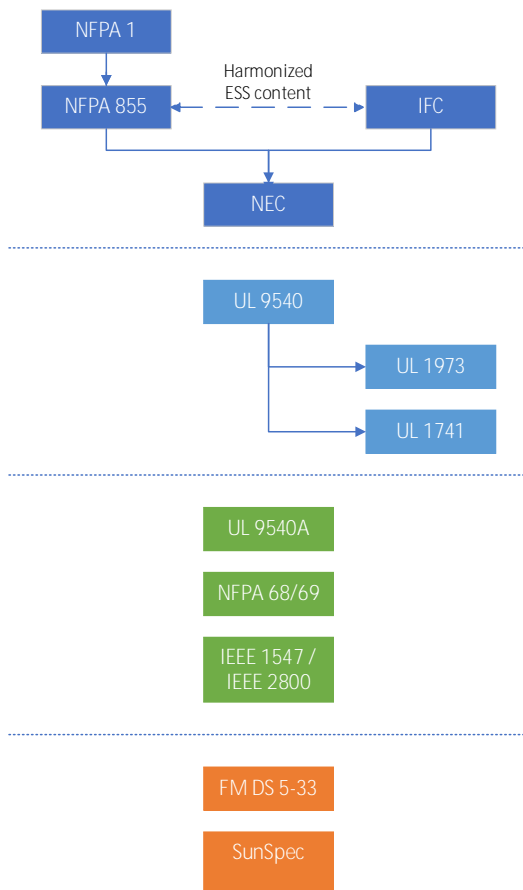 NFPA 1
Harmonized
ESS content
NFPA 855
IFC
NEC
UL 9540
UL 1973
UL 1741
UL 9540A
NFPA 68/69
IEEE 1547 /
IEEE 2800
FM DS 5-33
SunSpec